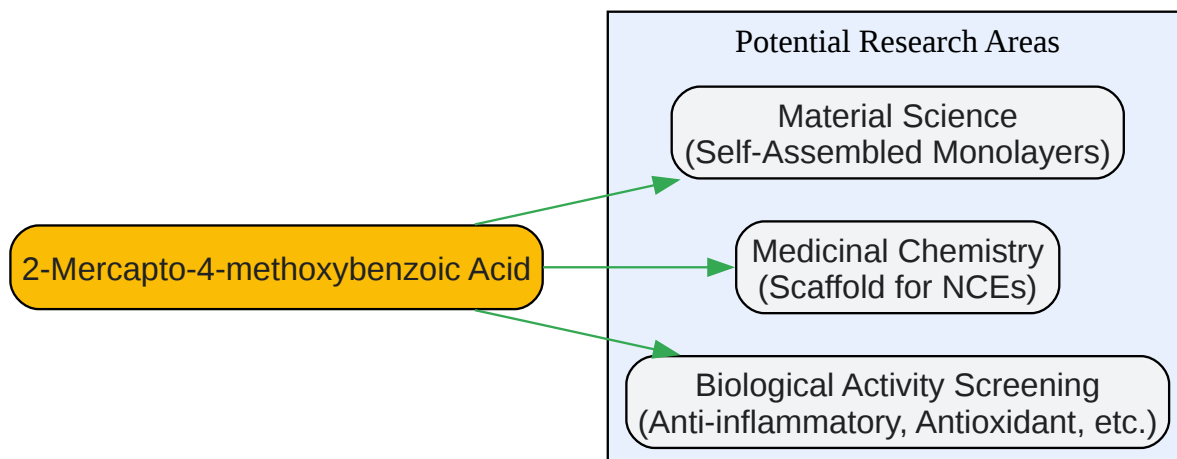 Potential Research Areas
Material Science
(Self-Assembled Monolayers)
2-Mercapto-4-methoxybenzoic Acid
Medicinal Chemistry
(Scaffold for NCEs)
Biological Activity Screening
(Anti-inflammatory, Antioxidant, etc.)